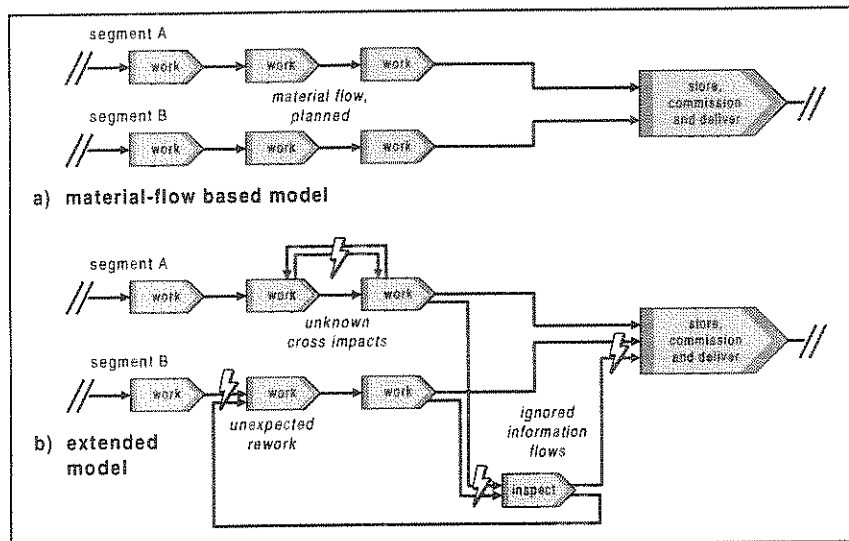 segment A
work
work
work
material flow,
planned
store,
commission
and deliver
segment B
work
work
work
a) material-flow based model
segment A
work
work
work
unknown
cross impacts
store,
commission
and deliver
segment B
work
work
work
unexpected
rework
ignored
information
flows
b) extended
model
inspect